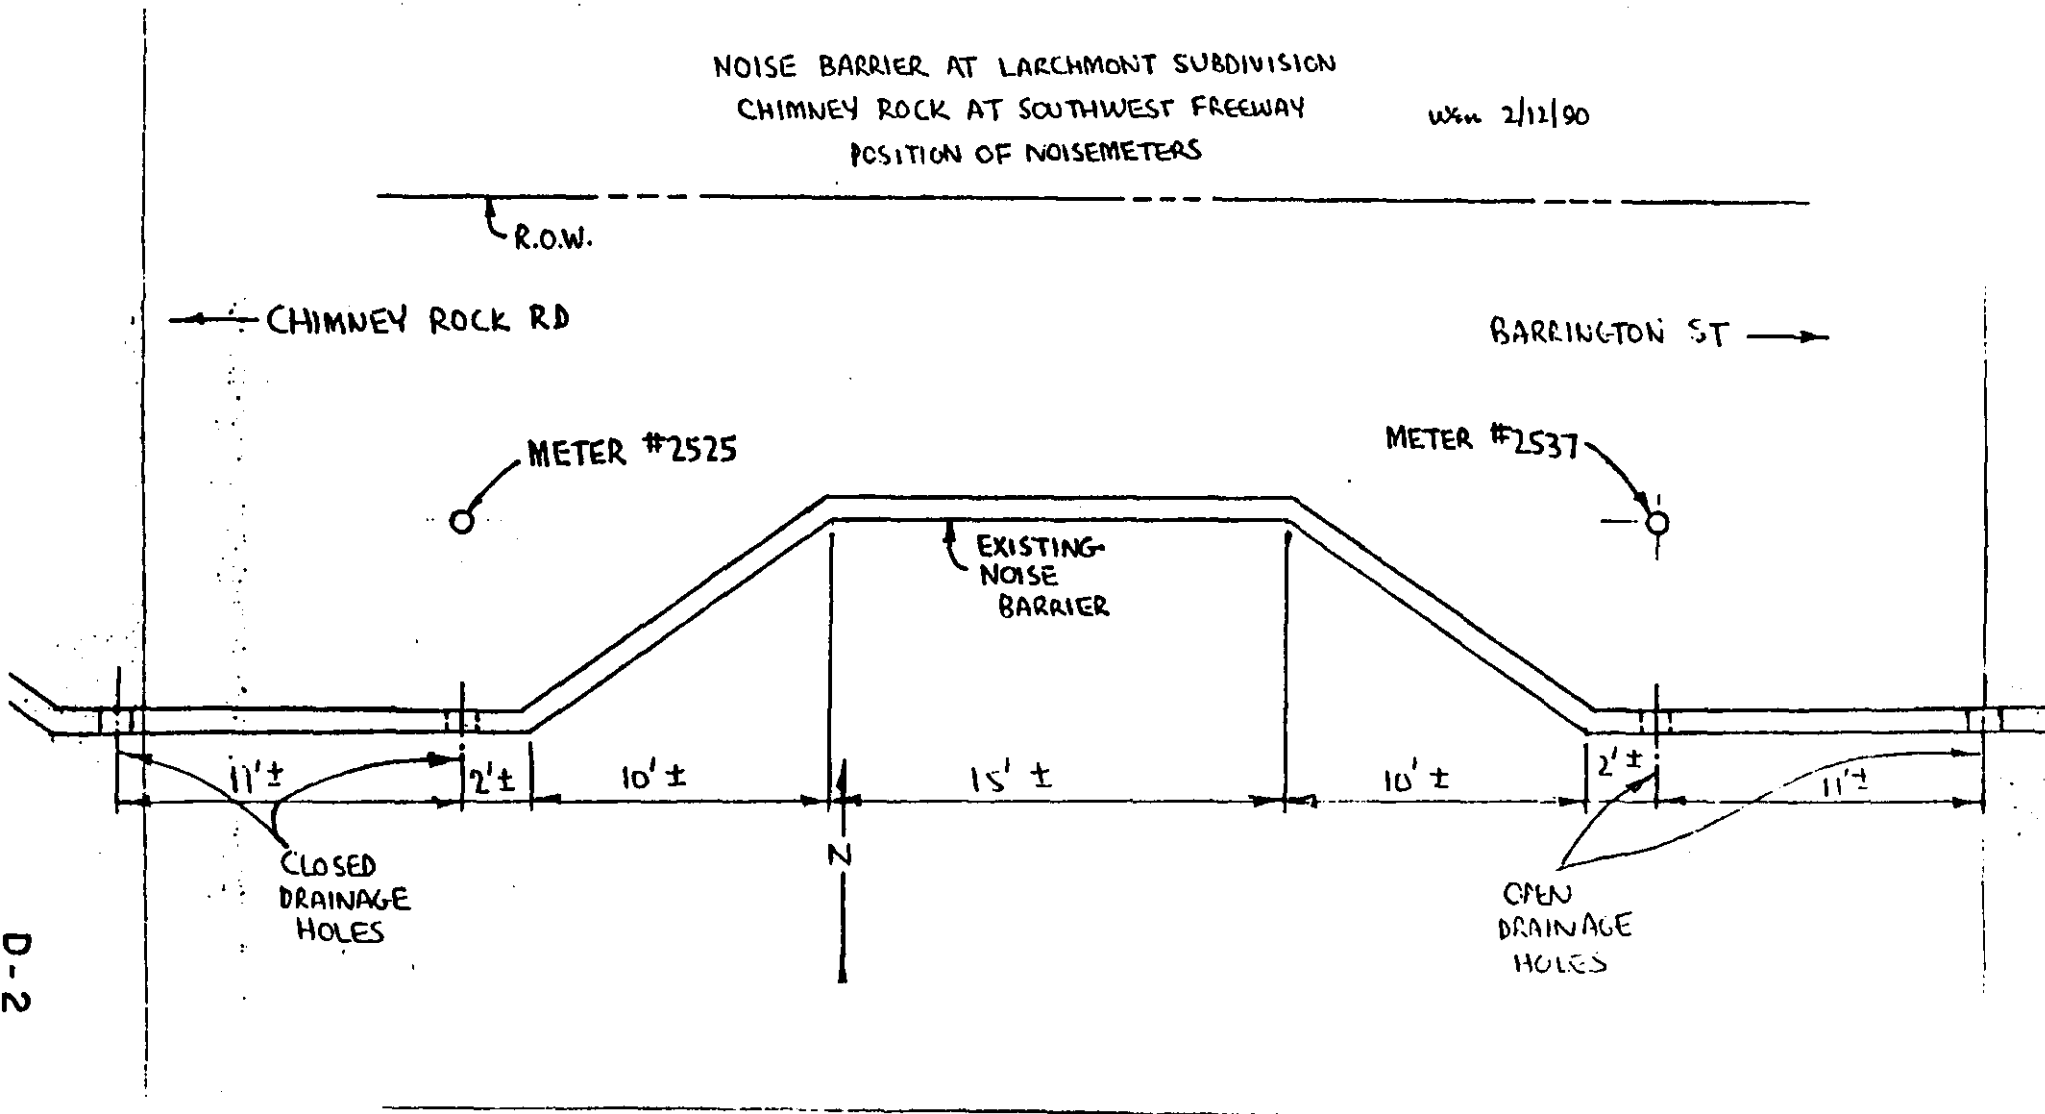 NOISE BARRIER AT LARCHMONT SUBDIVISION
CHIMNEY ROCK AT SOUTHWEST FREEWAY
2/12/90
POSITION OF NOISEMETERS
R.O.W.
CHIMNEY ROCK RD
BARRINGTON ST
METER #2525
METER #2537
EXISTING
NOISE
BARRIER
11'±
2'±
10'±
15'±
10'±
2'±
11'±
N
CLOSED
DRAINAGE
HOLES
OPEN
DRAINAGE
HOLES
D-2